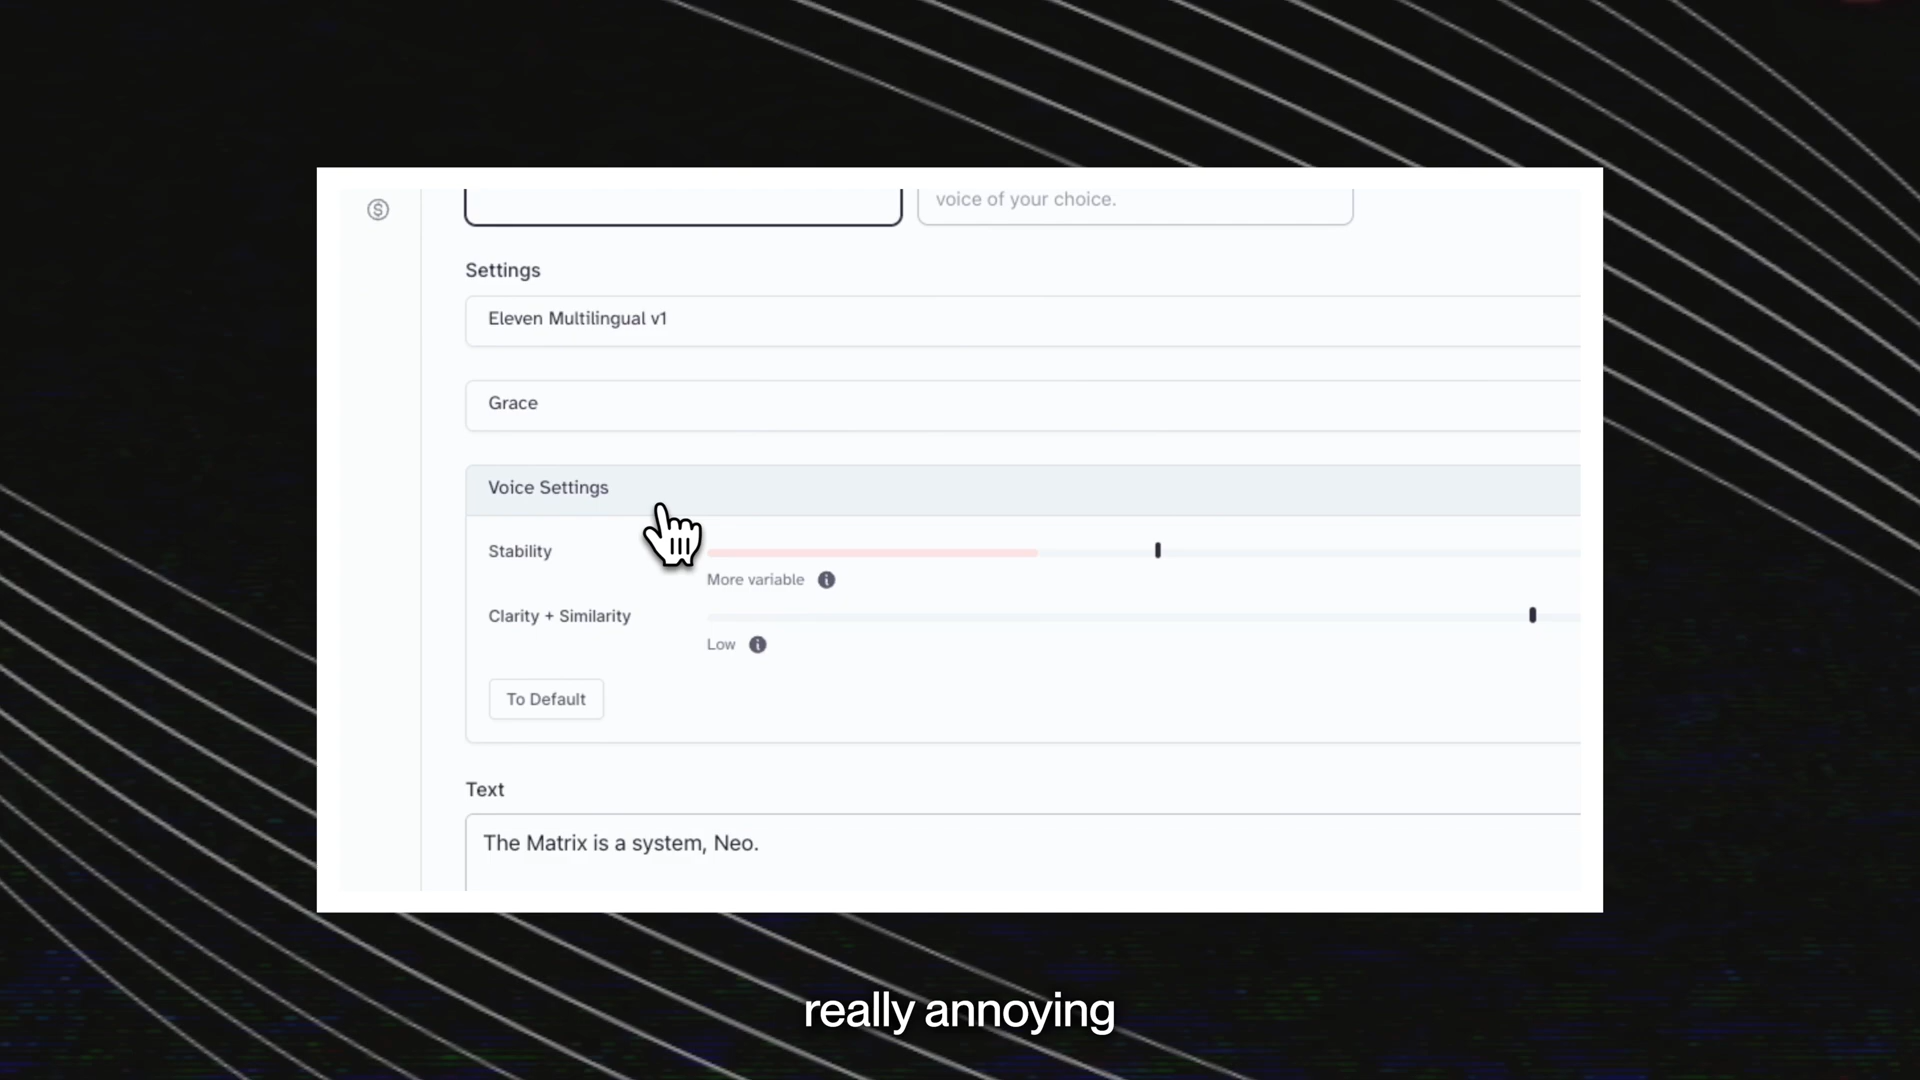 voice of your choice.
Settings
Eleven Multilingual v1
Grace
Voice Settings
Stability
More variable
Clarity + Similarity
Low
To Default
Text
The Matrix is a system, Neo.
really annoying